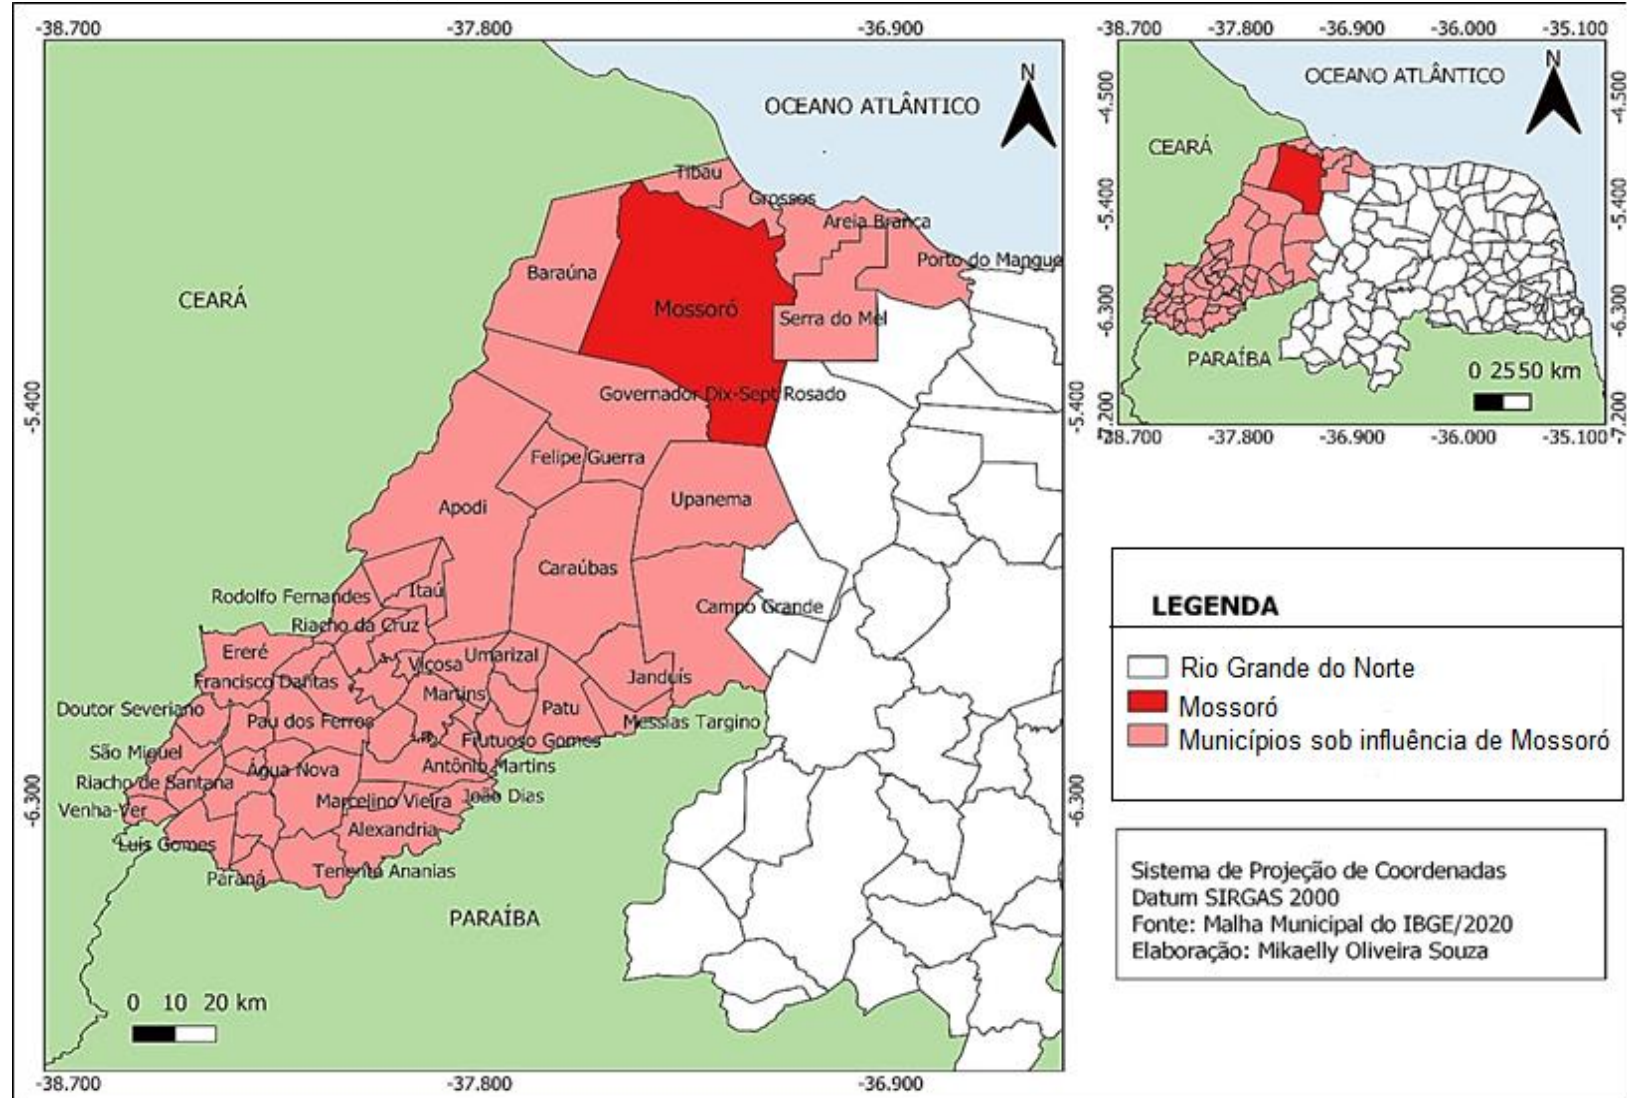 -38.700 -37.800 -36.900
OCEANO ATLÂNTICO
N
Tibau
Grossos
Areia Branca
Porto do Mangue
Baraúna
CEARÁ
Mossoró
Serra do Mel
Governador Dix-Sept Rosado
-5.400
-5.400
Felipe Guerra
Upanema
Apodi
Caraúbas
Itaú
Rodolfo Fernandes
Campo Grande
Riacho da Cruz
Ereré
Viçosa
Umarizal
Francisco Dantas
Janduís
Martins
Doutor Severiano
Patu
Pau dos Ferros
Messias Targino
Frutuoso Gomes
São Miguel
Antônio Martins
Água Nova
Riacho de Santana
João Dias
Marcelino Vieira
Venha-Ver
Alexandria
Luís Gomes
Tenente Ananias
Paraná
-6.300
-6.300
PARAÍBA
0 10 20 km
-38.700 -37.800 -36.900
-38.700 -37.800 -36.900 -36.000 -35.100
OCEANO ATLÂNTICO
N
-4.500
-4.500
CEARÁ
-5.400
-5.400
-6.300
-6.300
PARAÍBA
0 2550 km
-7.200
-7.200
-38.700 -37.800 -36.900 -36.000 -35.100
LEGENDA
Rio Grande do Norte
Mossoró
Municípios sob influência de Mossoró
Sistema de Projeção de Coordenadas
Datum SIRGAS 2000
Fonte: Malha Municipal do IBGE/2020
Elaboração: Mikaelly Oliveira Souza